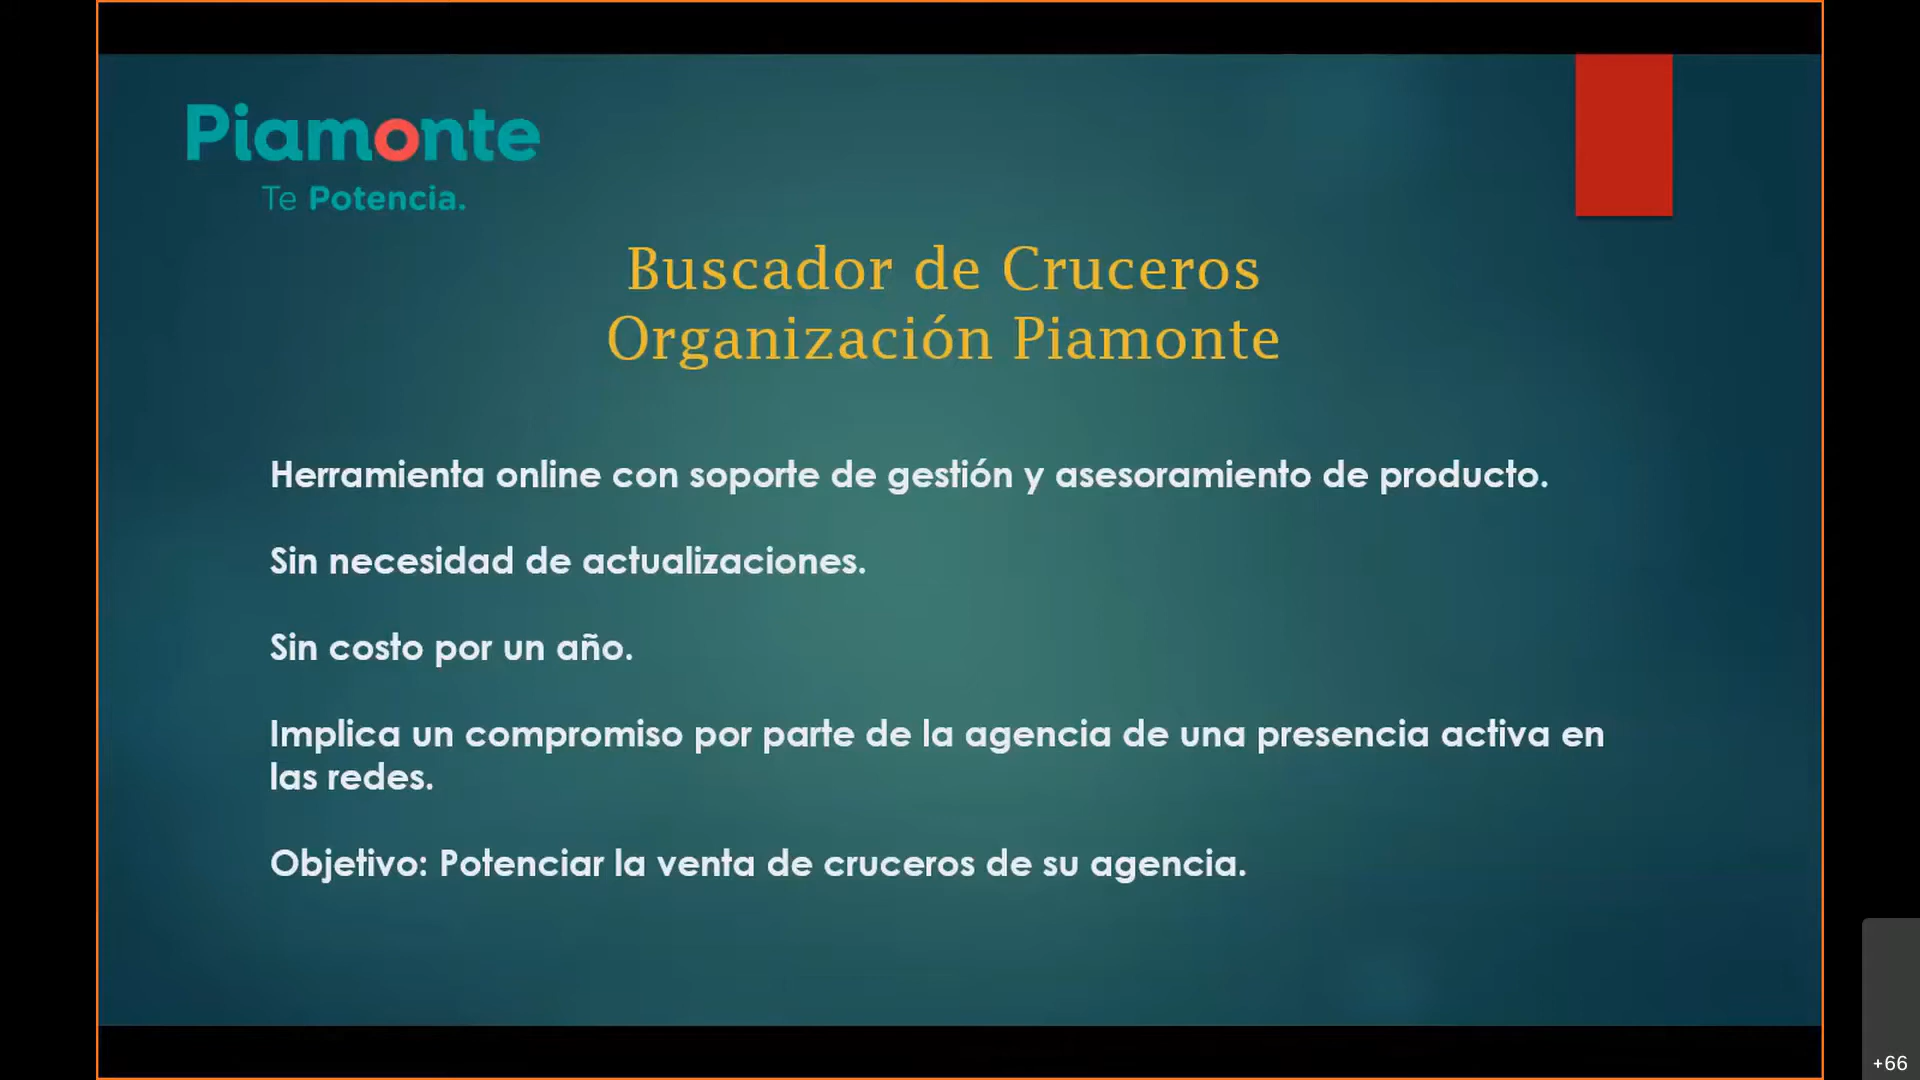 Piamonte
Te Potencia.
Buscador de Cruceros
Organización Piamonte
Herramienta online con soporte de gestión y asesoramiento de producto.
Sin necesidad de actualizaciones.
Sin costo por un año.
Implica un compromiso por parte de la agencia de una presencia activa en
las redes.
Objetivo: Potenciar la venta de cruceros de su agencia.
+66